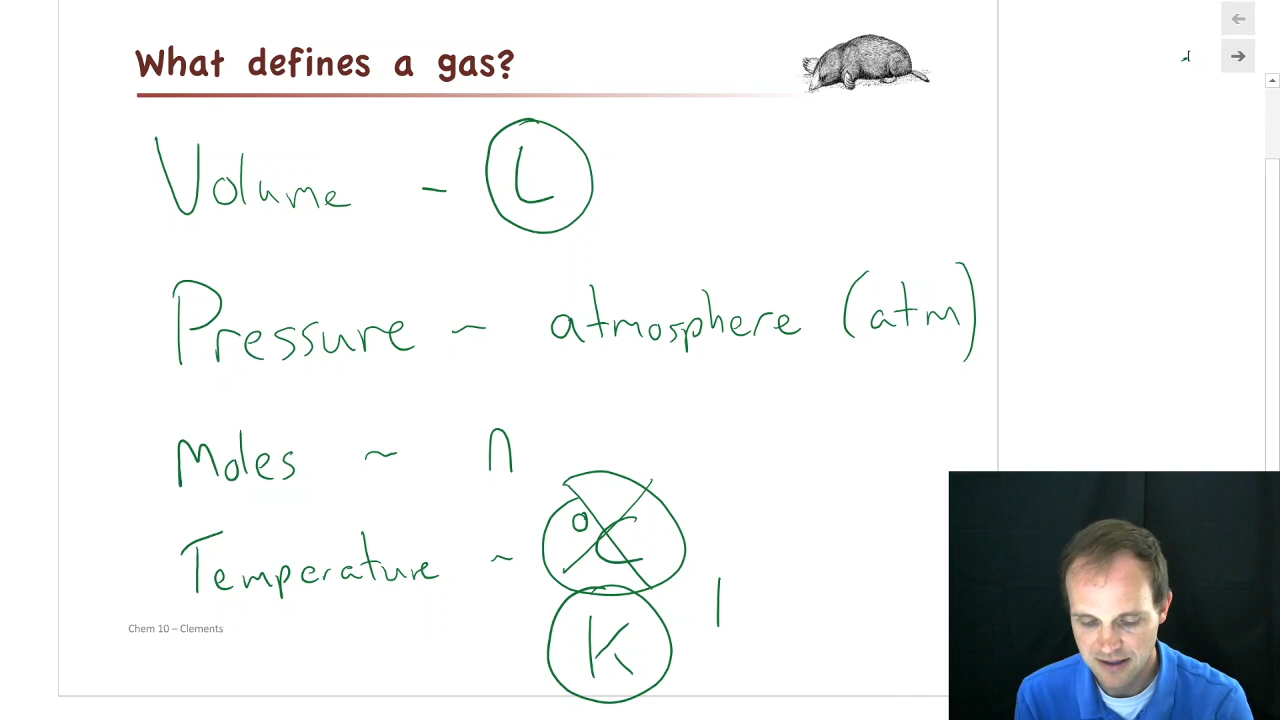 What defines a gas?
Volume - L
Pressure ~ atmosphere (atm)
Moles ~ n
Temperature ~ °C
K
Chem 10 – Clements